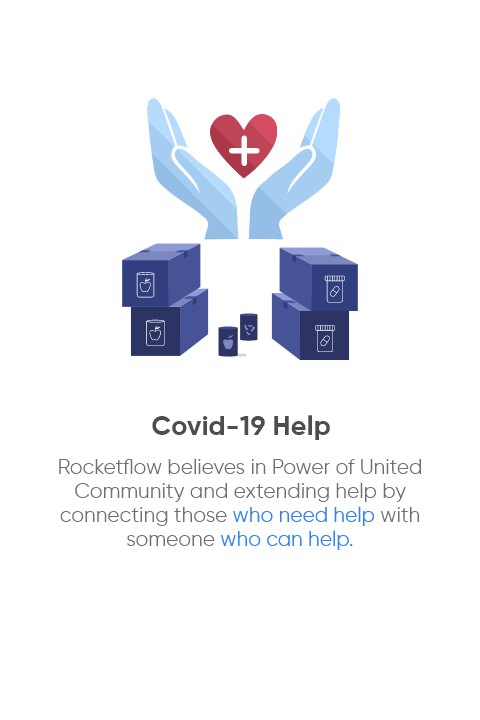 Covid-19 Help
Rocketflow believes in Power of United
Community and extending help by
connecting those who need help with
someone who can help.